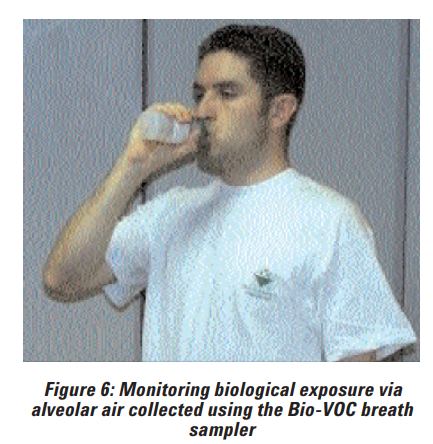 Figure 6: Monitoring biological exposure via
alveolar air collected using the Bio-VOC breath
sampler